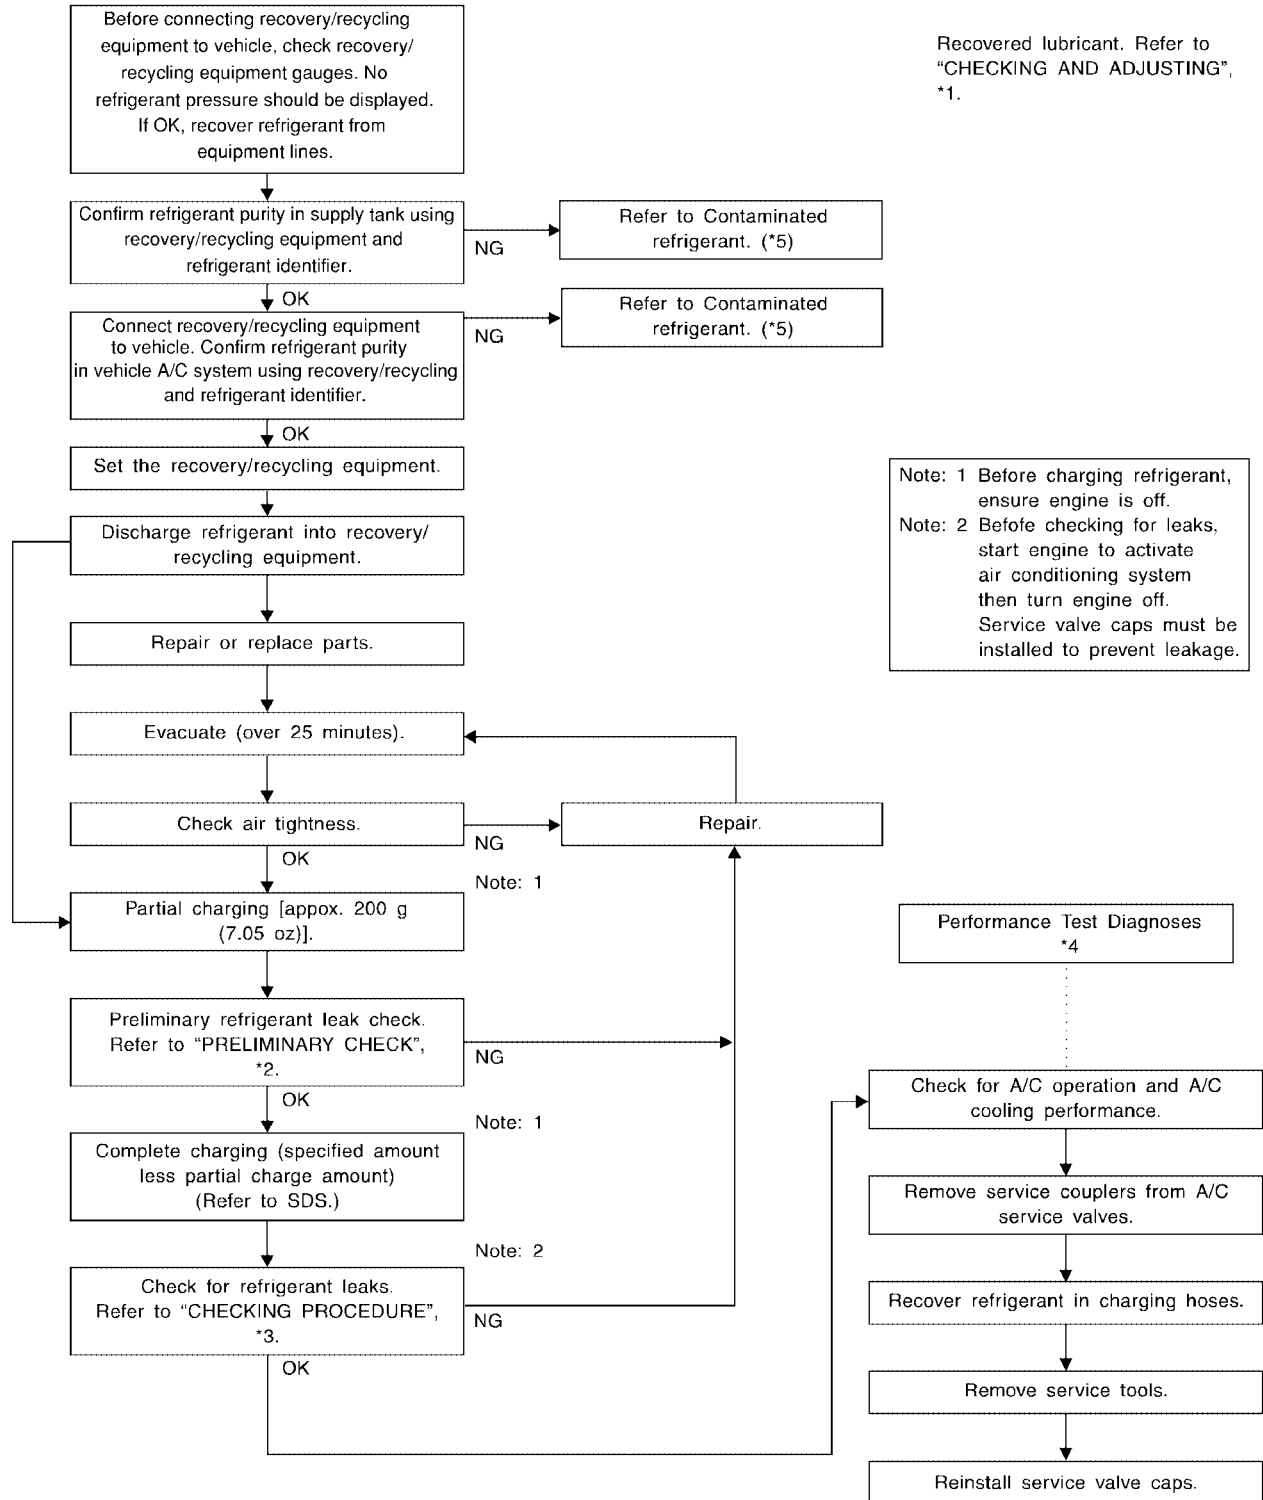 Before connecting recovery/recycling
equipment to vehicle, check recovery/
recycling equipment gauges. No
refrigerant pressure should be displayed.
If OK, recover refrigerant from
equipment lines.
Recovered lubricant. Refer to
“CHECKING AND ADJUSTING”,
*1.
Confirm refrigerant purity in supply tank using
recovery/recycling equipment and
refrigerant identifier.
NG
Refer to Contaminated
refrigerant. (*5)
OK
Connect recovery/recycling equipment
to vehicle. Confirm refrigerant purity
in vehicle A/C system using recovery/recycling
and refrigerant identifier.
NG
Refer to Contaminated
refrigerant. (*5)
OK
Set the recovery/recycling equipment.
Note: 1 Before charging refrigerant,
ensure engine is off.
Note: 2 Befofe checking for leaks,
start engine to activate
air conditioning system
then turn engine off.
Service valve caps must be
installed to prevent leakage.
Discharge refrigerant into recovery/
recycling equipment.
Repair or replace parts.
Evacuate (over 25 minutes).
Check air tightness.
NG
Repair.
OK
Note: 1
Partial charging [appox. 200 g
(7.05 oz)].
Preliminary refrigerant leak check.
Refer to “PRELIMINARY CHECK”,
*2.
NG
OK
Note: 1
Complete charging (specified amount
less partial charge amount)
(Refer to SDS.)
Note: 2
Check for refrigerant leaks.
Refer to “CHECKING PROCEDURE”,
*3.
NG
OK
Performance Test Diagnoses
*4
Check for A/C operation and A/C
cooling performance.
Remove service couplers from A/C
service valves.
Recover refrigerant in charging hoses.
Remove service tools.
Reinstall service valve caps.